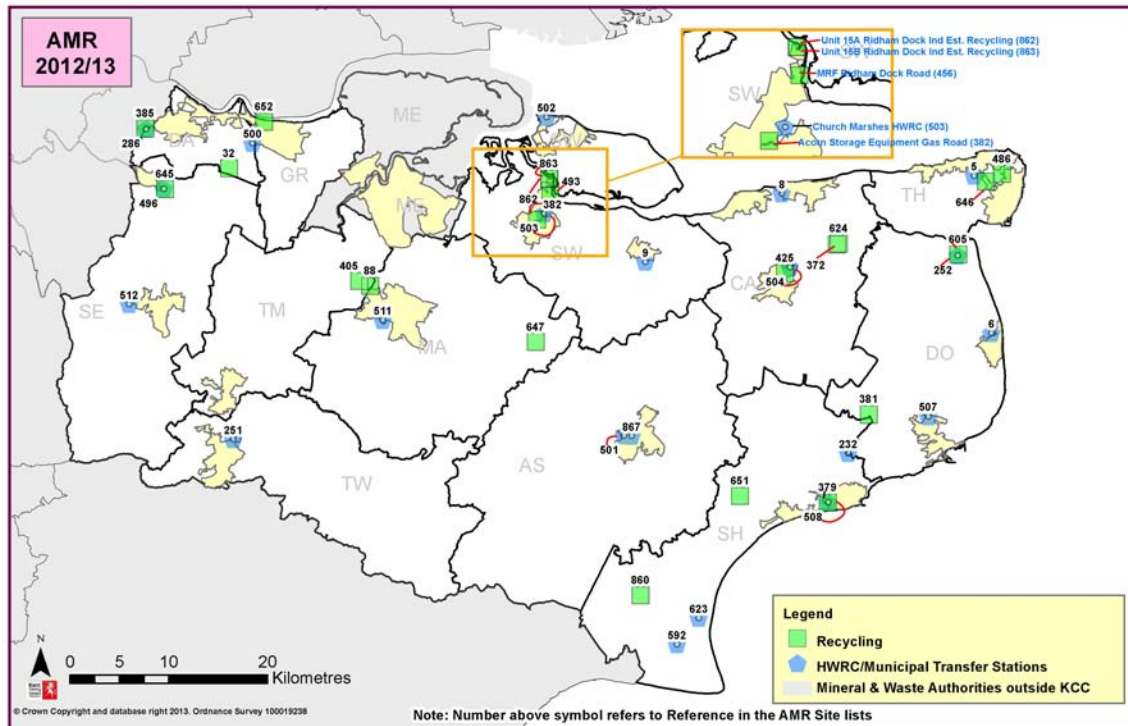 AMR
2012/13
Unit 15A Ridham Dock Ind Est. Recycling (862)
Unit 15B Ridham Dock Ind Est. Recycling (863)
SW
MRF Ridham Dock Road (456)
SW
Church Marshes HWRC (503)
Acorn Storage Equipment Gas Road (382)
385
286
DA
652
500
32
GR
645
496
ME
ME
502
SW
863
493
862
382
503
SW
9
8
624
372
425
504
CA
TH
5
486
646
605
252
6
DO
507
SE
512
TM
405
88
511
MA
647
251
TW
AS
867
501
381
232
651
379
508
SH
860
623
592
Legend
Recycling
HWRC/Municipal Transfer Stations
Mineral & Waste Authorities outside KCC
N
0 5 10 20
Kilometres
© Crown Copyright and database right 2013. Ordnance Survey 100019238
Note: Number above symbol refers to Reference in the AMR Site lists